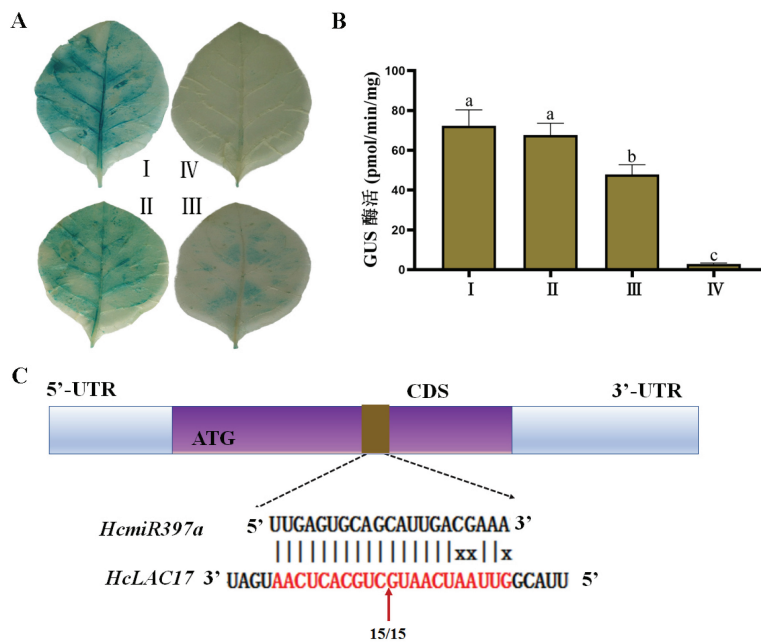 A
I IV
II III
B
GUS 酶活 (pmol/min/mg)
100
80
60
40
20
0
a
a
b
c
I II III IV
C
5’-UTR CDS 3’-UTR
ATG
HcmiR397a 5’ UUGAGUGCAGCAUUGACGAAA 3’
||||||||||||||||xx||x
HcLAC17 3’ UAGUAACUCACGUCGUAACUAAUUGGCAUU 5’
15/15